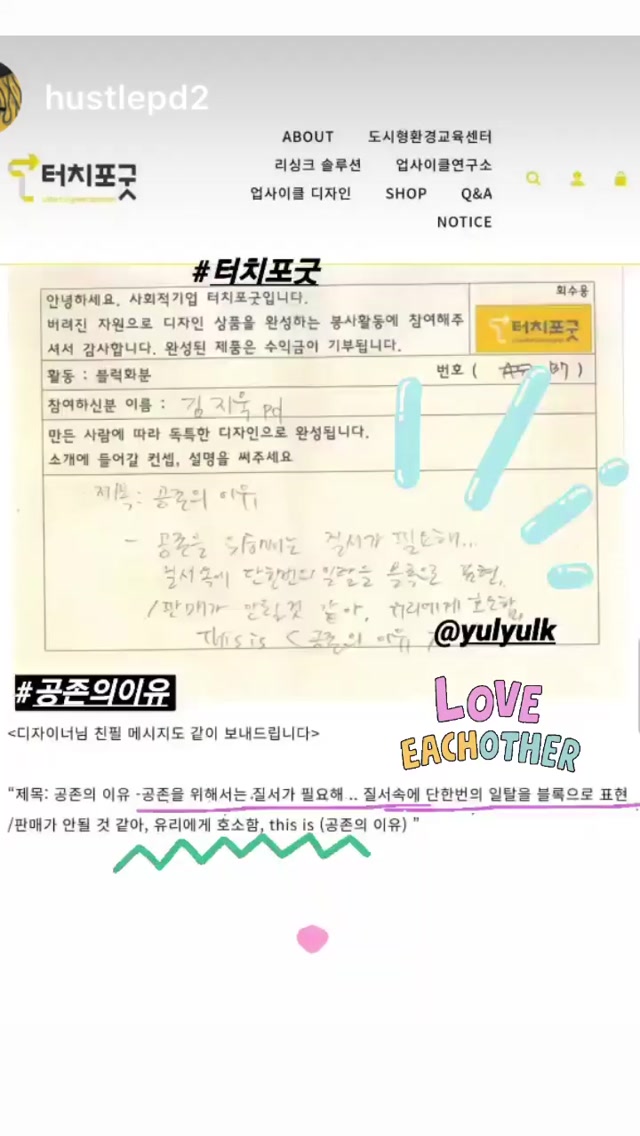 hustlepd2
ABOUT 도시형환경교육센터
터치포굿
리싱크 솔루션 업사이클연구소
업사이클 디자인 SHOP Q&A
NOTICE
#터치포굿
안녕하세요. 사회적기업 터치포굿입니다.
회수용
버려진 자원으로 디자인 상품을 완성하는 봉사활동에 참여해주
터치포굿
셔서 감사합니다. 완성된 제품은 수익금이 기부됩니다.
활동 : 블럭화분
번호 ( B7 )
참여하신분 이름 : 김지욱 pd
만든 사람에 따라 독특한 디자인으로 완성됩니다.
소개에 들어갈 컨셉, 설명을 써주세요
제목: 공존의 이유
- 공존을 위해서는 질서가 필요해...
질서속에 단한번의 일탈을 블록으로 표현,
/판매가 안될것 같아, 유리에게 호소함,
This is < 공존의 이유 >
@yulyulk
#공존의이유
LOVE
EACHOTHER
<디자이너님 친필 메시지도 같이 보내드립니다>
"제목: 공존의 이유 -공존을 위해서는.질서가 필요해 .. 질서속에 단한번의 일탈을 블록으로 표현
/판매가 안될 것 같아, 유리에게 호소함, this is (공존의 이유) "